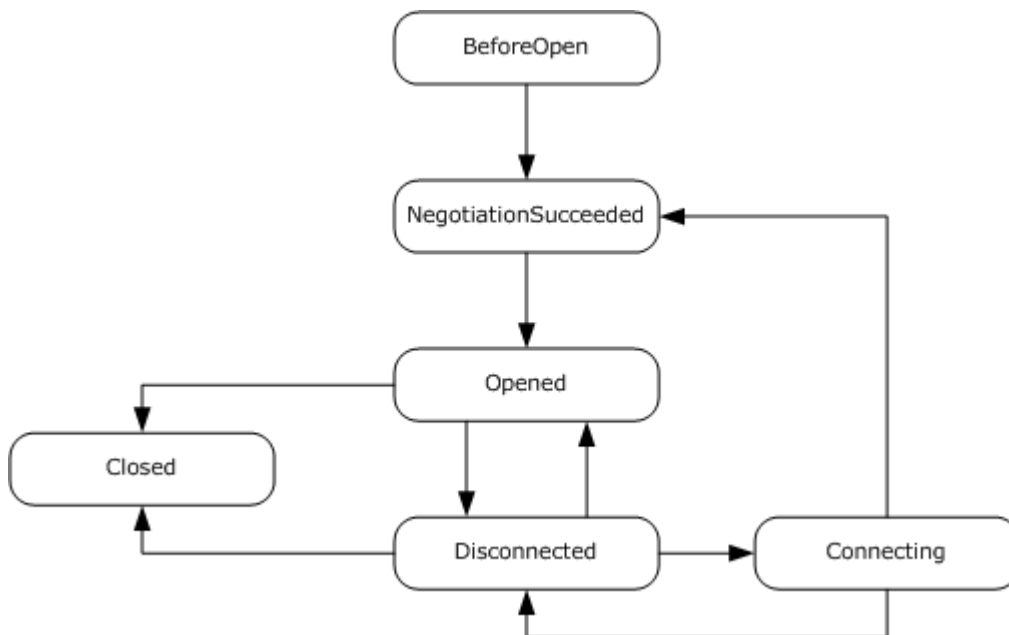 BeforeOpen
NegotiationSucceeded
Opened
Closed
Disconnected
Connecting